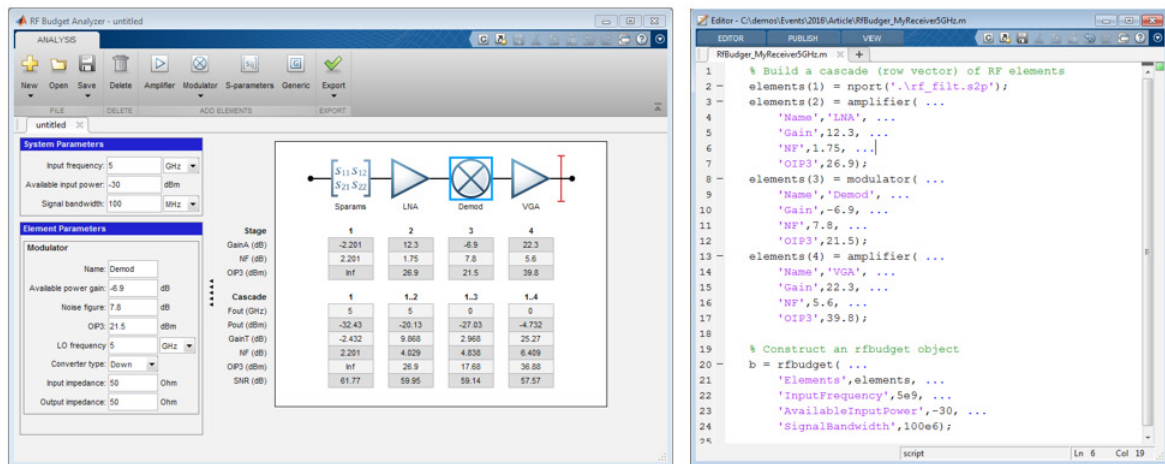 RF Budget Analyzer - untitled
ANALYSIS
New Open Save Delete Amplifier Modulator S-parameters Generic Export
FILE DELETE ADD ELEMENTS EXPORT
untitled
System Parameters
Input frequency: 5 GHz
Available input power: -30 dBm
Signal bandwidth: 100 MHz
Element Parameters
Modulator
Name: Demod
Available power gain: -6.9 dB
Noise figure: 7.8 dB
OIP3: 21.5 dBm
LO frequency 5 GHz
Converter type: Down
Input impedance: 50 Ohm
Output impedance: 50 Ohm
S11 S12
S21 S22
Sparams LNA Demod VGA
Stage 1 2 3 4
GainA (dB) -2.201 12.3 -6.9 22.3
NF (dB) 2.201 1.75 7.8 5.6
OIP3 (dBm) Inf 26.9 21.5 39.8
Cascade 1 1..2 1..3 1..4
Fout (GHz) 5 5 0 0
Pout (dBm) -32.43 -20.13 -27.03 -4.732
GainT (dB) -2.432 9.868 2.968 25.27
NF (dB) 2.201 4.029 4.838 6.409
OIP3 (dBm) Inf 26.9 17.68 36.88
SNR (dB) 61.77 59.95 59.14 57.57
Editor - C:\demos\Events\2016\Article\RfBudger_MyReceiver5GHz.m
EDITOR PUBLISH VIEW
RfBudger_MyReceiver5GHz.m
1 % Build a cascade (row vector) of RF elements
2 - elements(1) = nport('.\rf_filt.s2p');
3 - elements(2) = amplifier( ...
4 'Name','LNA', ...
5 'Gain',12.3, ...
6 'NF',1.75, ...
7 'OIP3',26.9);
8 - elements(3) = modulator( ...
9 'Name','Demod', ...
10 'Gain',-6.9, ...
11 'NF',7.8, ...
12 'OIP3',21.5);
13 - elements(4) = amplifier( ...
14 'Name','VGA', ...
15 'Gain',22.3, ...
16 'NF',5.6, ...
17 'OIP3',39.8);
18
19 % Construct an rfbudget object
20 - b = rfbudget( ...
21 'Elements',elements, ...
22 'InputFrequency',5e9, ...
23 'AvailableInputPower',-30, ...
24 'SignalBandwidth',100e6);
25
script Ln 6 Col 19